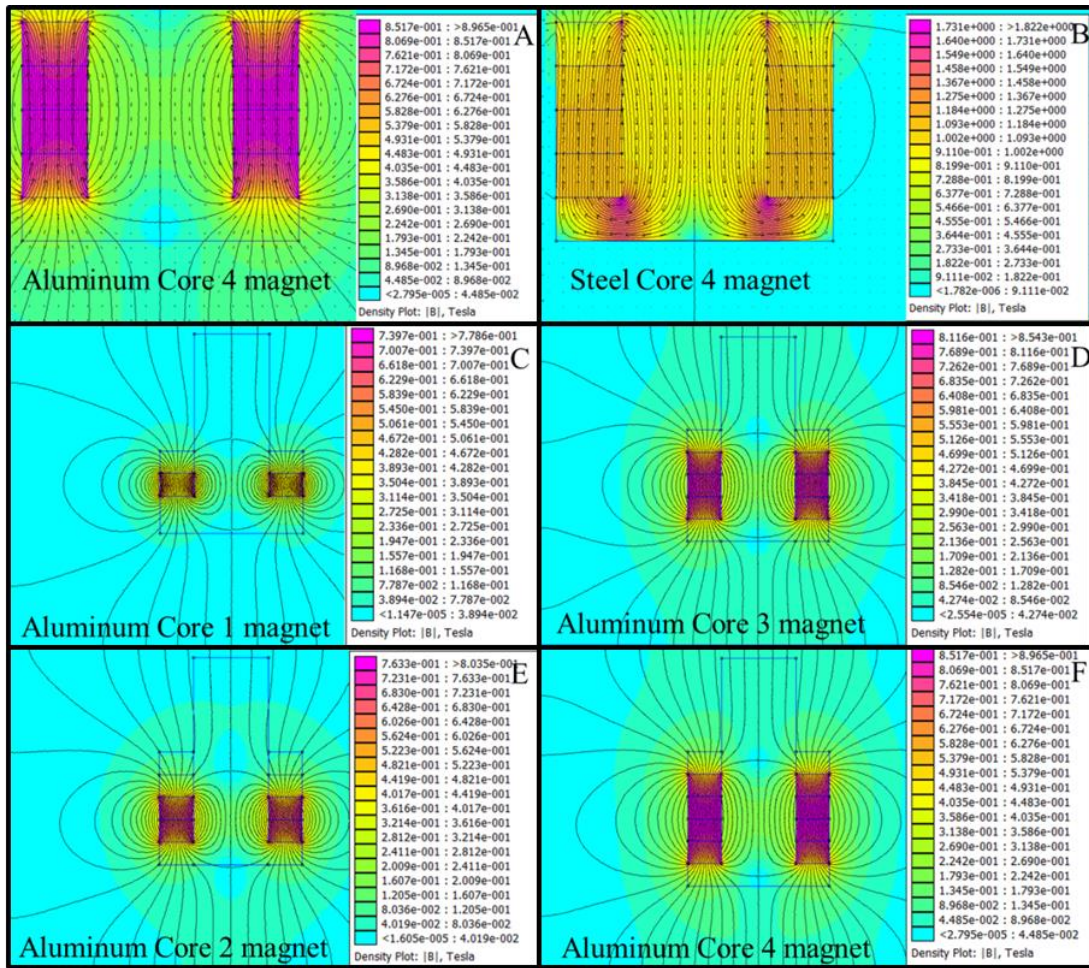 8.517e-001 : >8.965e-001
8.069e-001 : 8.517e-001
7.621e-001 : 8.069e-001
7.172e-001 : 7.621e-001
6.724e-001 : 7.172e-001
6.276e-001 : 6.724e-001
5.828e-001 : 6.276e-001
5.379e-001 : 5.828e-001
4.931e-001 : 5.379e-001
4.483e-001 : 4.931e-001
4.035e-001 : 4.483e-001
3.586e-001 : 4.035e-001
3.138e-001 : 3.586e-001
2.690e-001 : 3.138e-001
2.242e-001 : 2.690e-001
1.793e-001 : 2.242e-001
1.345e-001 : 1.793e-001
8.968e-002 : 1.345e-001
4.485e-002 : 8.968e-002
<2.795e-005 : 4.485e-002
Density Plot: |B|, Tesla
A
Aluminum Core 4 magnet
1.731e+000 : >1.822e+000
1.640e+000 : 1.731e+000
1.549e+000 : 1.640e+000
1.458e+000 : 1.549e+000
1.367e+000 : 1.458e+000
1.275e+000 : 1.367e+000
1.184e+000 : 1.275e+000
1.093e+000 : 1.184e+000
1.002e+000 : 1.093e+000
9.110e-001 : 1.002e+000
8.199e-001 : 9.110e-001
7.288e-001 : 8.199e-001
6.377e-001 : 7.288e-001
5.466e-001 : 6.377e-001
4.555e-001 : 5.466e-001
3.644e-001 : 4.555e-001
2.733e-001 : 3.644e-001
1.822e-001 : 2.733e-001
9.111e-002 : 1.822e-001
<1.782e-006 : 9.111e-002
Density Plot: |B|, Tesla
B
Steel Core 4 magnet
7.397e-001 : >7.786e-001
7.007e-001 : 7.397e-001
6.618e-001 : 7.007e-001
6.229e-001 : 6.618e-001
5.839e-001 : 6.229e-001
5.450e-001 : 5.839e-001
5.061e-001 : 5.450e-001
4.672e-001 : 5.061e-001
4.282e-001 : 4.672e-001
3.893e-001 : 4.282e-001
3.504e-001 : 3.893e-001
3.114e-001 : 3.504e-001
2.725e-001 : 3.114e-001
2.336e-001 : 2.725e-001
1.947e-001 : 2.336e-001
1.557e-001 : 1.947e-001
1.168e-001 : 1.557e-001
7.787e-002 : 1.168e-001
3.894e-002 : 7.787e-002
<1.147e-005 : 3.894e-002
Density Plot: |B|, Tesla
C
Aluminum Core 1 magnet
8.116e-001 : >8.543e-001
7.689e-001 : 8.116e-001
7.262e-001 : 7.689e-001
6.835e-001 : 7.262e-001
6.408e-001 : 6.835e-001
5.981e-001 : 6.408e-001
5.553e-001 : 5.981e-001
5.126e-001 : 5.553e-001
4.699e-001 : 5.126e-001
4.272e-001 : 4.699e-001
3.845e-001 : 4.272e-001
3.418e-001 : 3.845e-001
2.990e-001 : 3.418e-001
2.563e-001 : 2.990e-001
2.136e-001 : 2.563e-001
1.709e-001 : 2.136e-001
1.282e-001 : 1.709e-001
8.546e-002 : 1.282e-001
4.274e-002 : 8.546e-002
<2.554e-005 : 4.274e-002
Density Plot: |B|, Tesla
D
Aluminum Core 3 magnet
7.633e-001 : >8.035e-001
7.231e-001 : 7.633e-001
6.830e-001 : 7.231e-001
6.428e-001 : 6.830e-001
6.026e-001 : 6.428e-001
5.624e-001 : 6.026e-001
5.223e-001 : 5.624e-001
4.821e-001 : 5.223e-001
4.419e-001 : 4.821e-001
4.017e-001 : 4.419e-001
3.616e-001 : 4.017e-001
3.214e-001 : 3.616e-001
2.812e-001 : 3.214e-001
2.411e-001 : 2.812e-001
2.009e-001 : 2.411e-001
1.607e-001 : 2.009e-001
1.205e-001 : 1.607e-001
8.036e-002 : 1.205e-001
4.019e-002 : 8.036e-002
<1.605e-005 : 4.019e-002
Density Plot: |B|, Tesla
E
Aluminum Core 2 magnet
8.517e-001 : >8.965e-001
8.069e-001 : 8.517e-001
7.621e-001 : 8.069e-001
7.172e-001 : 7.621e-001
6.724e-001 : 7.172e-001
6.276e-001 : 6.724e-001
5.828e-001 : 6.276e-001
5.379e-001 : 5.828e-001
4.931e-001 : 5.379e-001
4.483e-001 : 4.931e-001
4.035e-001 : 4.483e-001
3.586e-001 : 4.035e-001
3.138e-001 : 3.586e-001
2.690e-001 : 3.138e-001
2.242e-001 : 2.690e-001
1.793e-001 : 2.242e-001
1.345e-001 : 1.793e-001
8.968e-002 : 1.345e-001
4.485e-002 : 8.968e-002
<2.795e-005 : 4.485e-002
Density Plot: |B|, Tesla
F
Aluminum Core 4 magnet